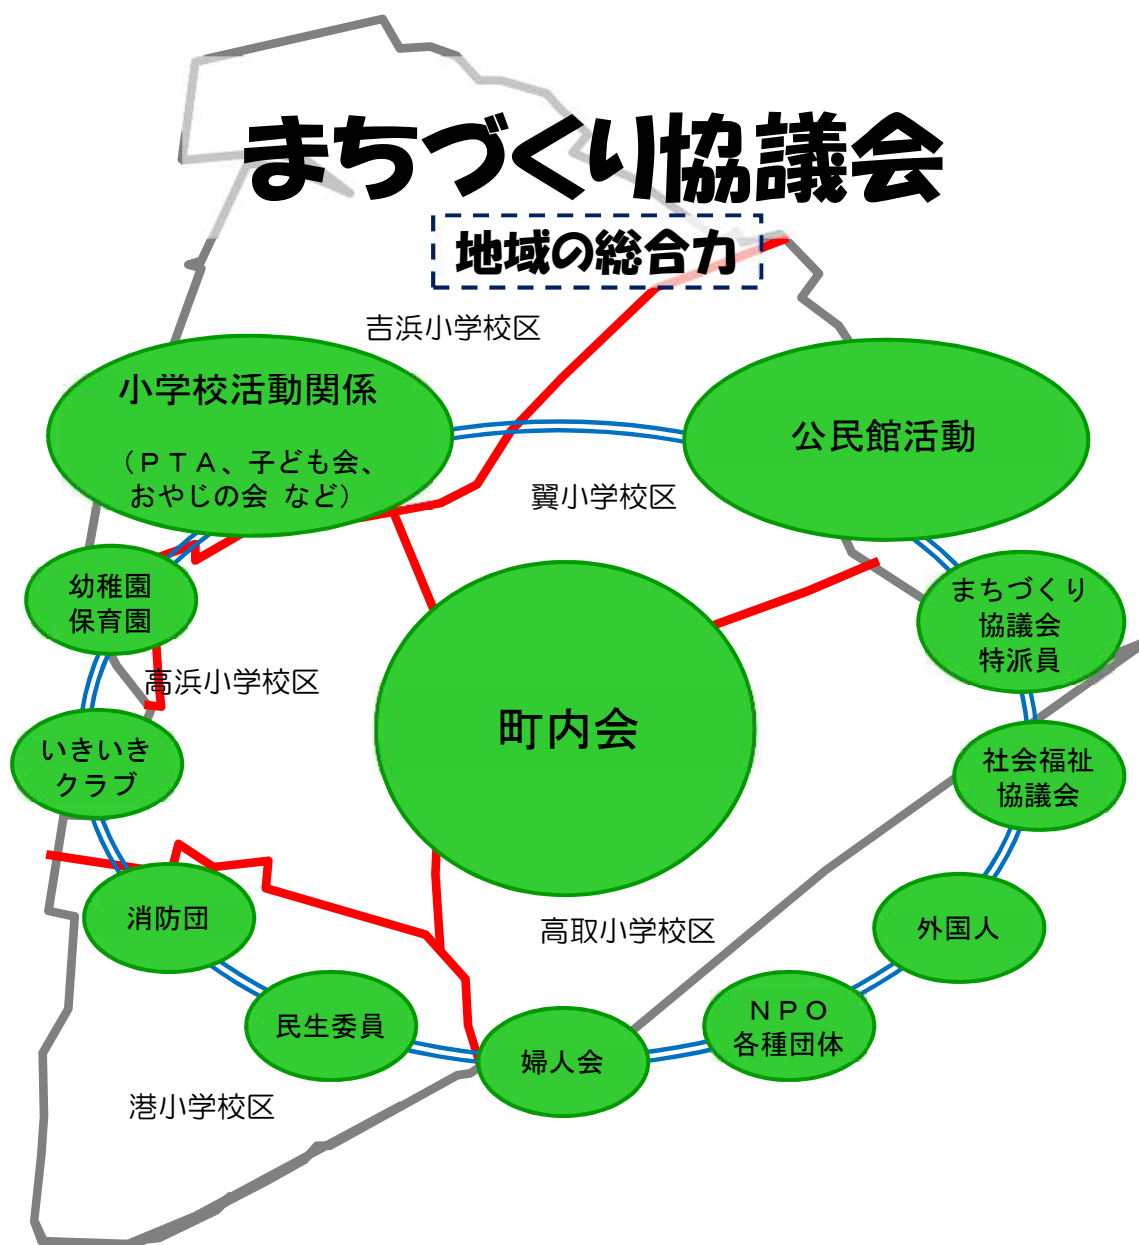 まちづくり協議会
地域の総合力
吉浜小学校区
小学校活動関係
（ＰＴＡ、子ども会、
おやじの会 など）
公民館活動
翼小学校区
幼稚園
保育園
まちづくり
協議会
特派員
高浜小学校区
町内会
いきいき
クラブ
社会福祉
協議会
消防団
高取小学校区
外国人
民生委員
ＮＰＯ
各種団体
婦人会
港小学校区